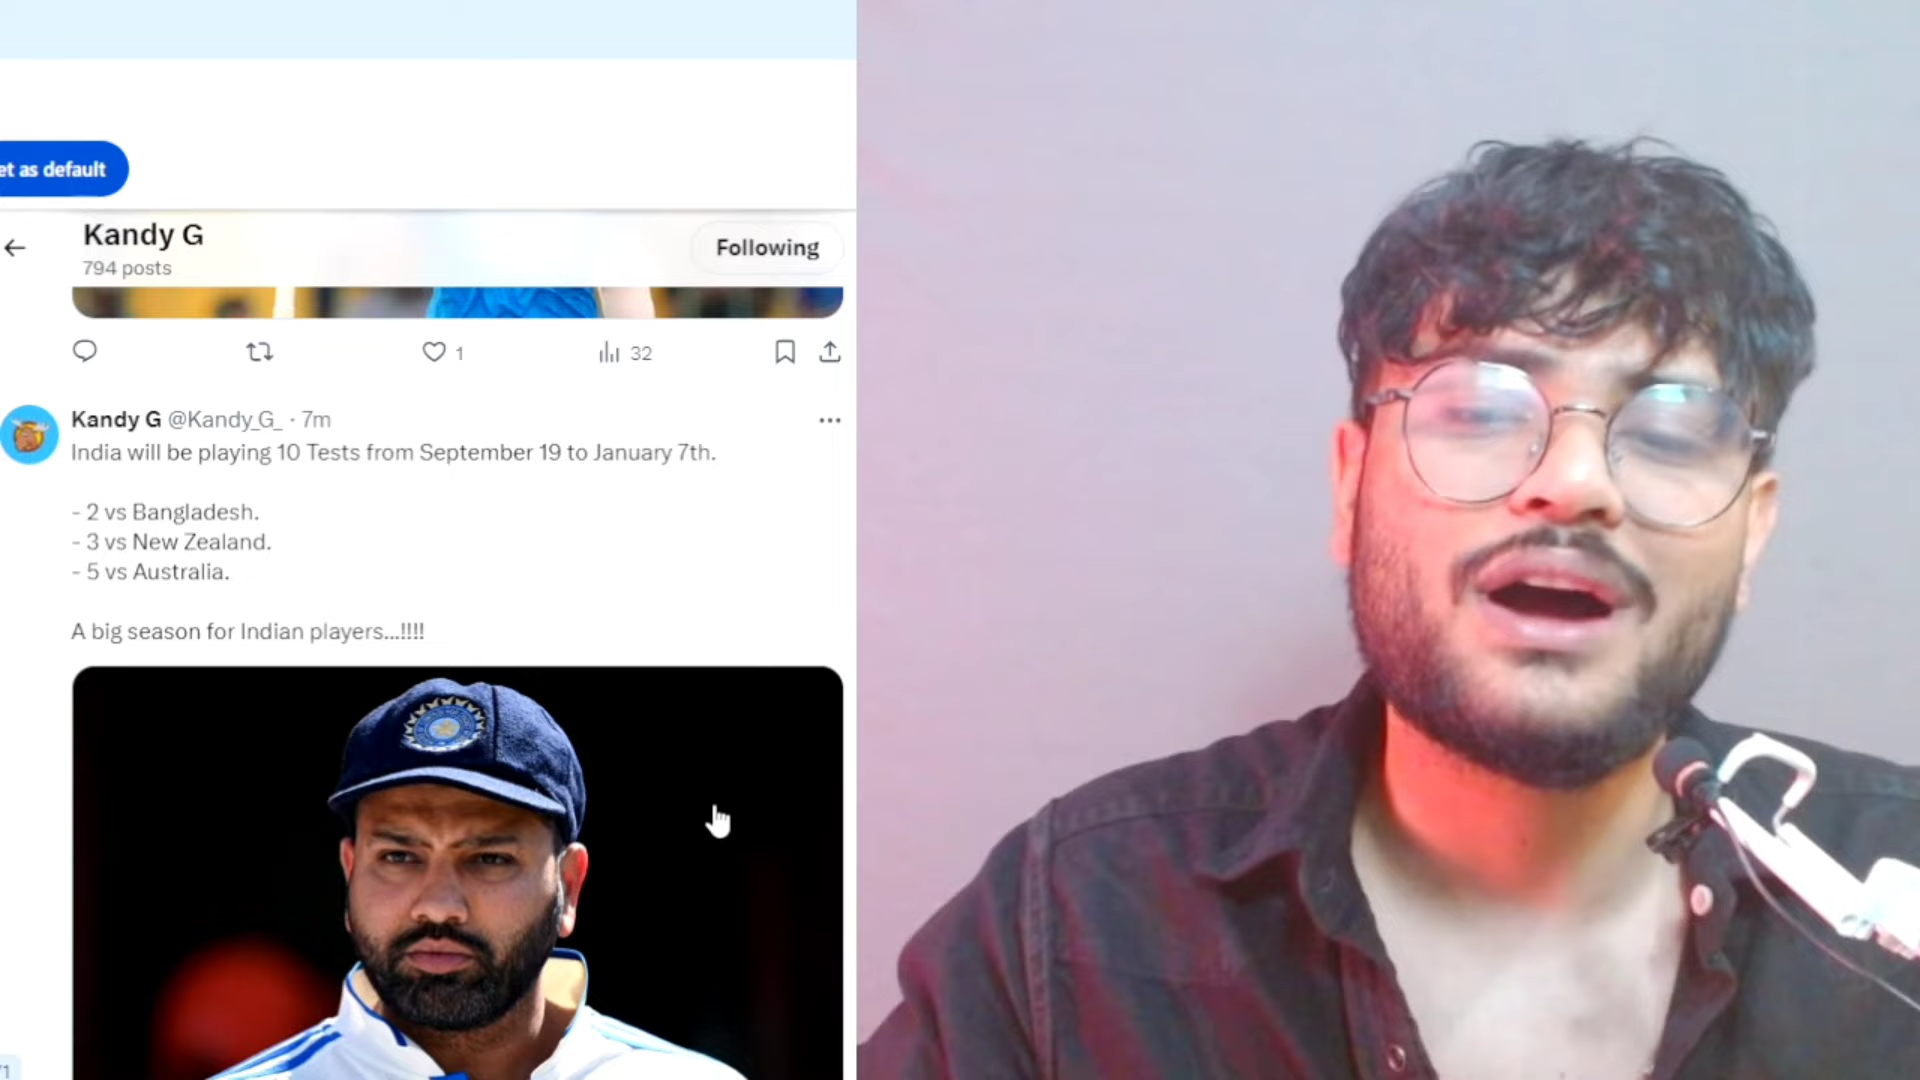 et as default
Kandy G
794 posts
Following
1
32
Kandy G @Kandy_G_ · 7m
India will be playing 10 Tests from September 19 to January 7th.
- 2 vs Bangladesh.
- 3 vs New Zealand.
- 5 vs Australia.
A big season for Indian players...!!!!
/1